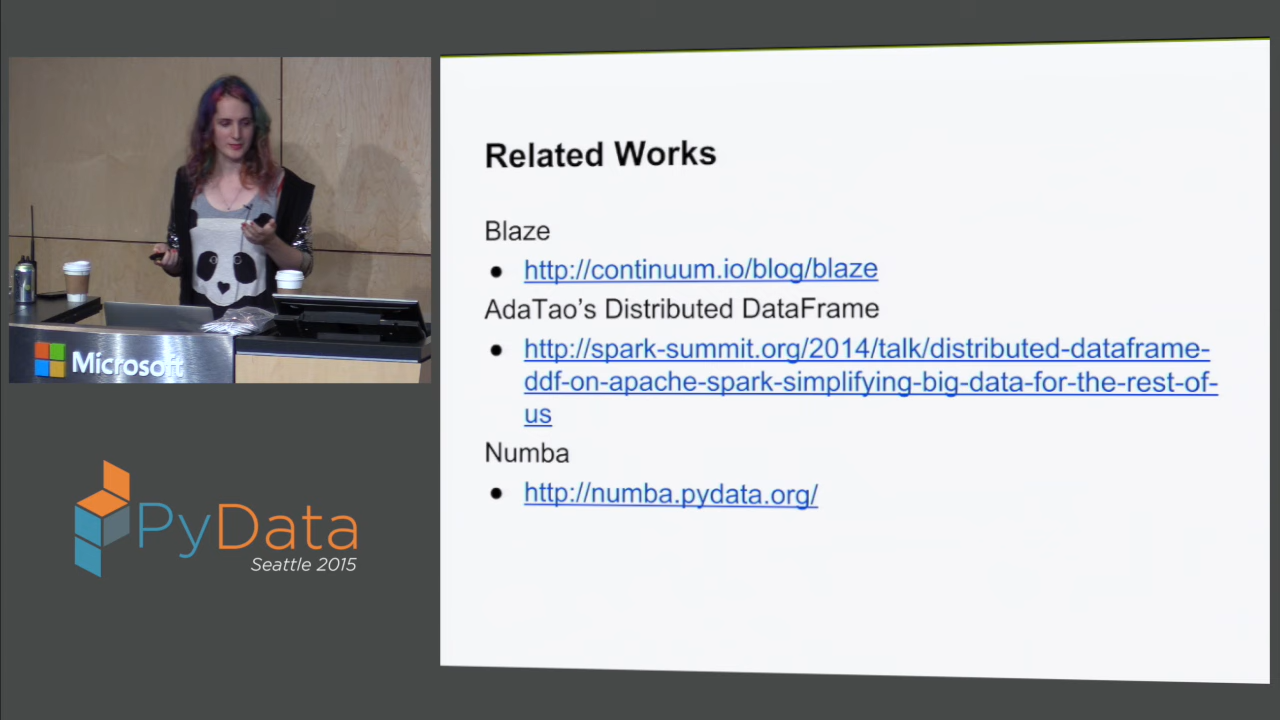 Related Works
Blaze
● http://continuum.io/blog/blaze
AdaTao's Distributed DataFrame
● http://spark-summit.org/2014/talk/distributed-dataframe-
ddf-on-apache-spark-simplifying-big-data-for-the-rest-of-
us
Numba
● http://numba.pydata.org/
Microsoft
PyData
Seattle 2015